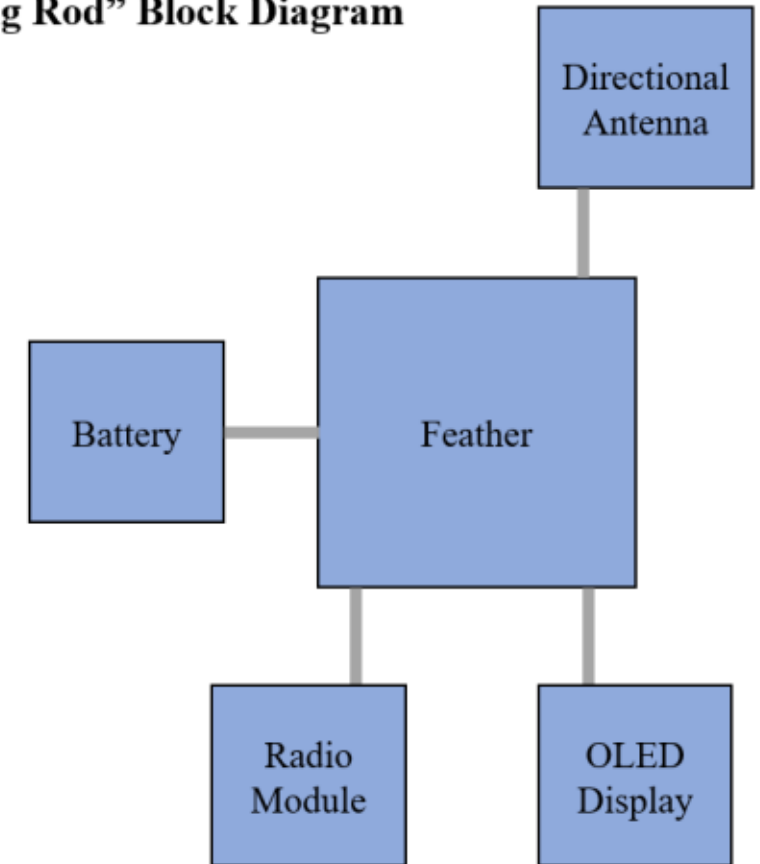 g Rod” Block Diagram
Directional
Antenna
Battery
Feather
Radio
Module
OLED
Display